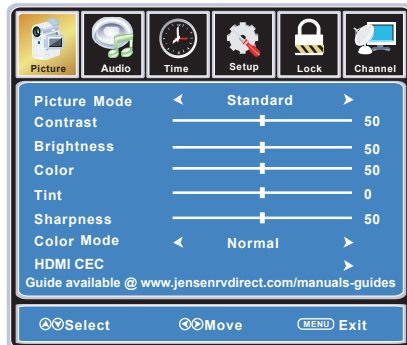 Picture Audio Time Setup Lock Channel
Picture Mode Standard
Contrast 50
Brightness 50
Color 50
Tint 0
Sharpness 50
Color Mode Normal
HDMI CEC
Guide available @ www.jensenrvdirect.com/manuals-guides
Select Move MENU Exit